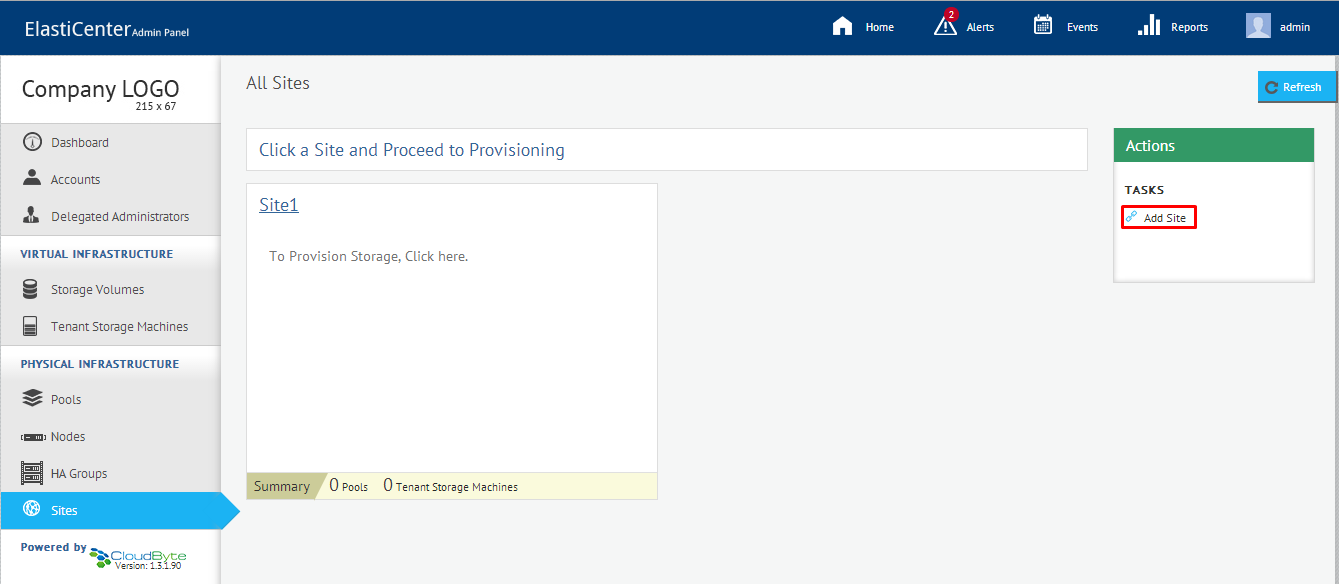 ElastiCenter Admin Panel
Home
2
Alerts
Events
Reports
admin
Company LOGO
215 x 67
Dashboard
Accounts
Delegated Administrators
VIRTUAL INFRASTRUCTURE
Storage Volumes
Tenant Storage Machines
PHYSICAL INFRASTRUCTURE
Pools
Nodes
HA Groups
Sites
Powered by CloudByte
Version: 1.3.1.90
All Sites
Refresh
Click a Site and Proceed to Provisioning
Site1
To Provision Storage, Click here.
Summary 0 Pools 0 Tenant Storage Machines
Actions
TASKS
Add Site